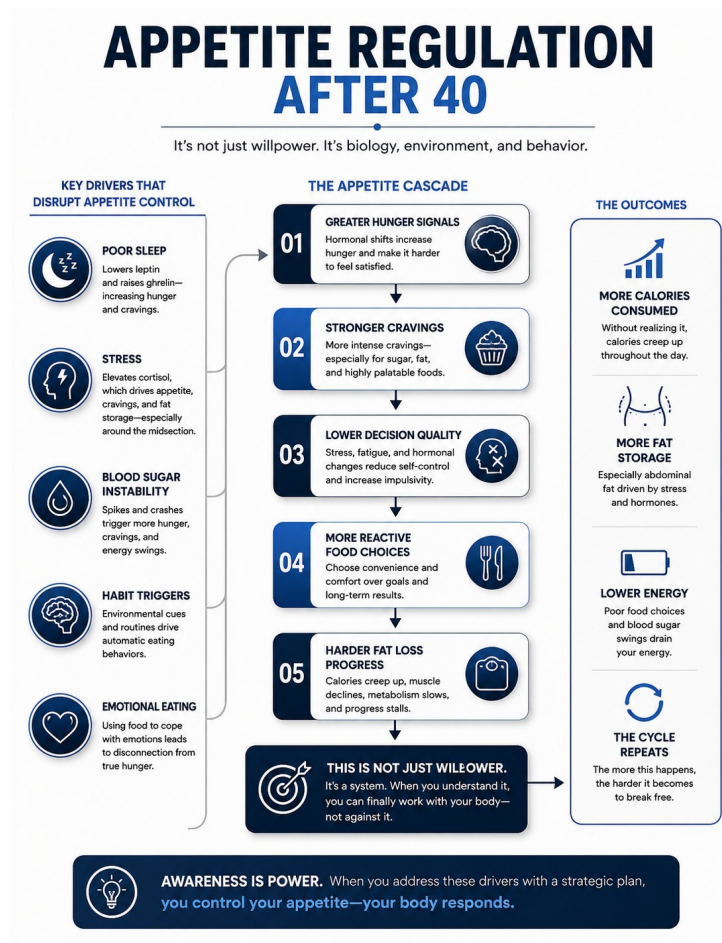 APPETITE REGULATION
AFTER 40
It's not just willpower. It's biology, environment, and behavior.
KEY DRIVERS THAT
DISRUPT APPETITE CONTROL
POOR SLEEP
Lowers leptin
and raises ghrelin—
increasing hunger
and cravings.
STRESS
Elevates cortisol,
which drives appetite,
cravings, and fat
storage—especially
around the midsection.
BLOOD SUGAR
INSTABILITY
Spikes and crashes
trigger more hunger,
cravings, and
energy swings.
HABIT TRIGGERS
Environmental cues
and routines drive
automatic eating
behaviors.
EMOTIONAL EATING
Using food to cope
with emotions leads
to disconnection from
true hunger.
THE APPETITE CASCADE
01
GREATER HUNGER SIGNALS
Hormonal shifts increase
hunger and make it harder
to feel satisfied.
02
STRONGER CRAVINGS
More intense cravings—
especially for sugar, fat,
and highly palatable foods.
03
LOWER DECISION QUALITY
Stress, fatigue, and hormonal
changes reduce self-control
and increase impulsivity.
04
MORE REACTIVE
FOOD CHOICES
Choose convenience and
comfort over goals and
long-term results.
05
HARDER FAT LOSS
PROGRESS
Calories creep up, muscle
declines, metabolism slows,
and progress stalls.
THIS IS NOT JUST WILLOWER.
It's a system. When you understand it,
you can finally work with your body—
not against it.
THE OUTCOMES
MORE CALORIES
CONSUMED
Without realizing it,
calories creep up
throughout the day.
MORE FAT
STORAGE
Especially abdominal
fat driven by stress
and hormones.
LOWER ENERGY
Poor food choices
and blood sugar
swings drain
your energy.
THE CYCLE
REPEATS
The more this happens,
the harder it becomes
to break free.
AWARENESS IS POWER. When you address these drivers with a strategic plan,
you control your appetite—your body responds.